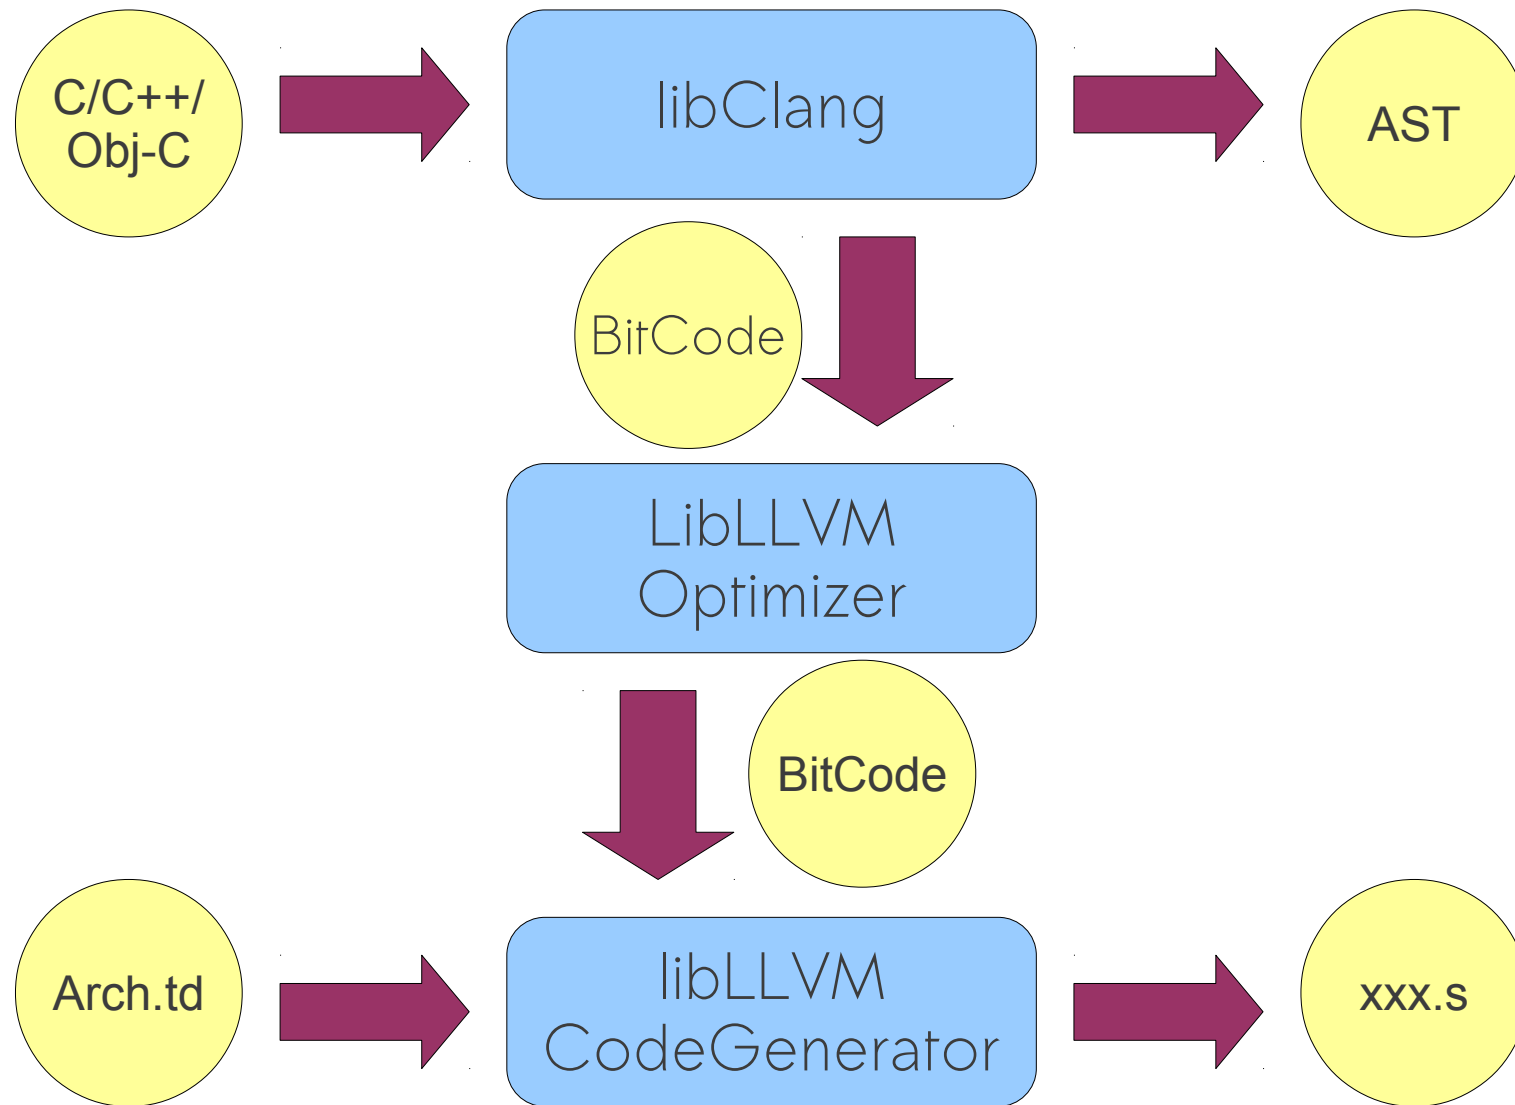 C/C++/
Obj-C
libClang
AST
BitCode
LibLLVM
Optimizer
BitCode
Arch.td
libLLVM
CodeGenerator
xxx.s